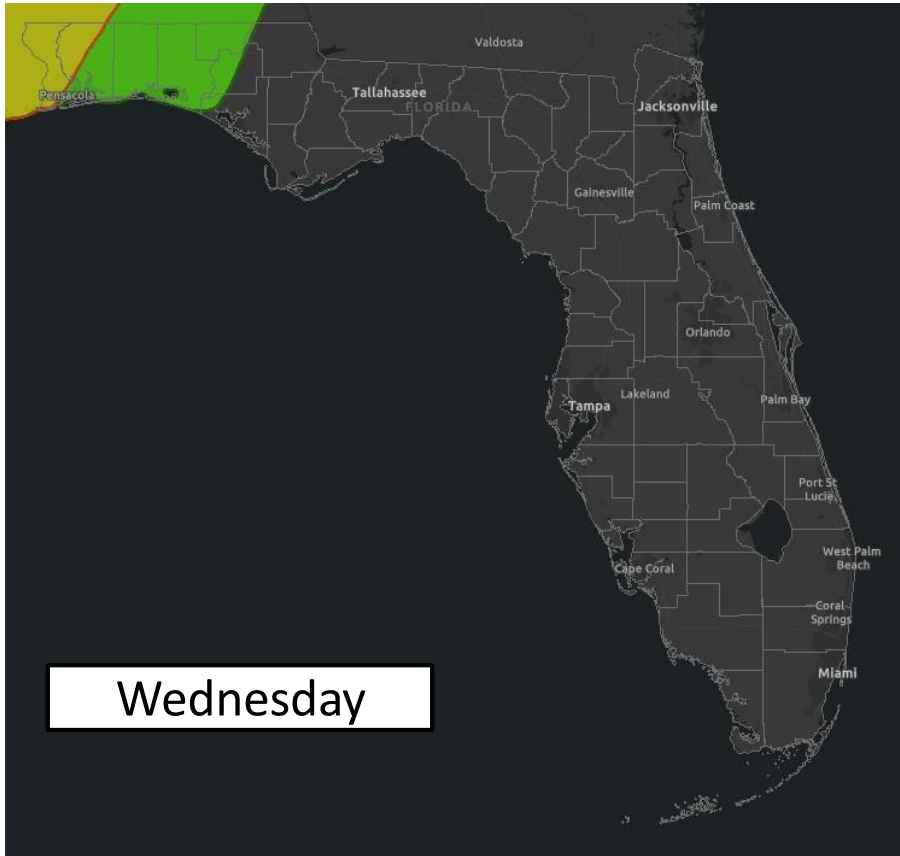 Valdosta
Tallahassee
Pensacola
FLORIDA
Jacksonville
Gainesville
Palm Coast
Orlando
Lakeland
Palm Bay
Tampa
Port St
Lucie
West Palm
Beach
Cape Coral
Coral
Springs
Miami
Wednesday